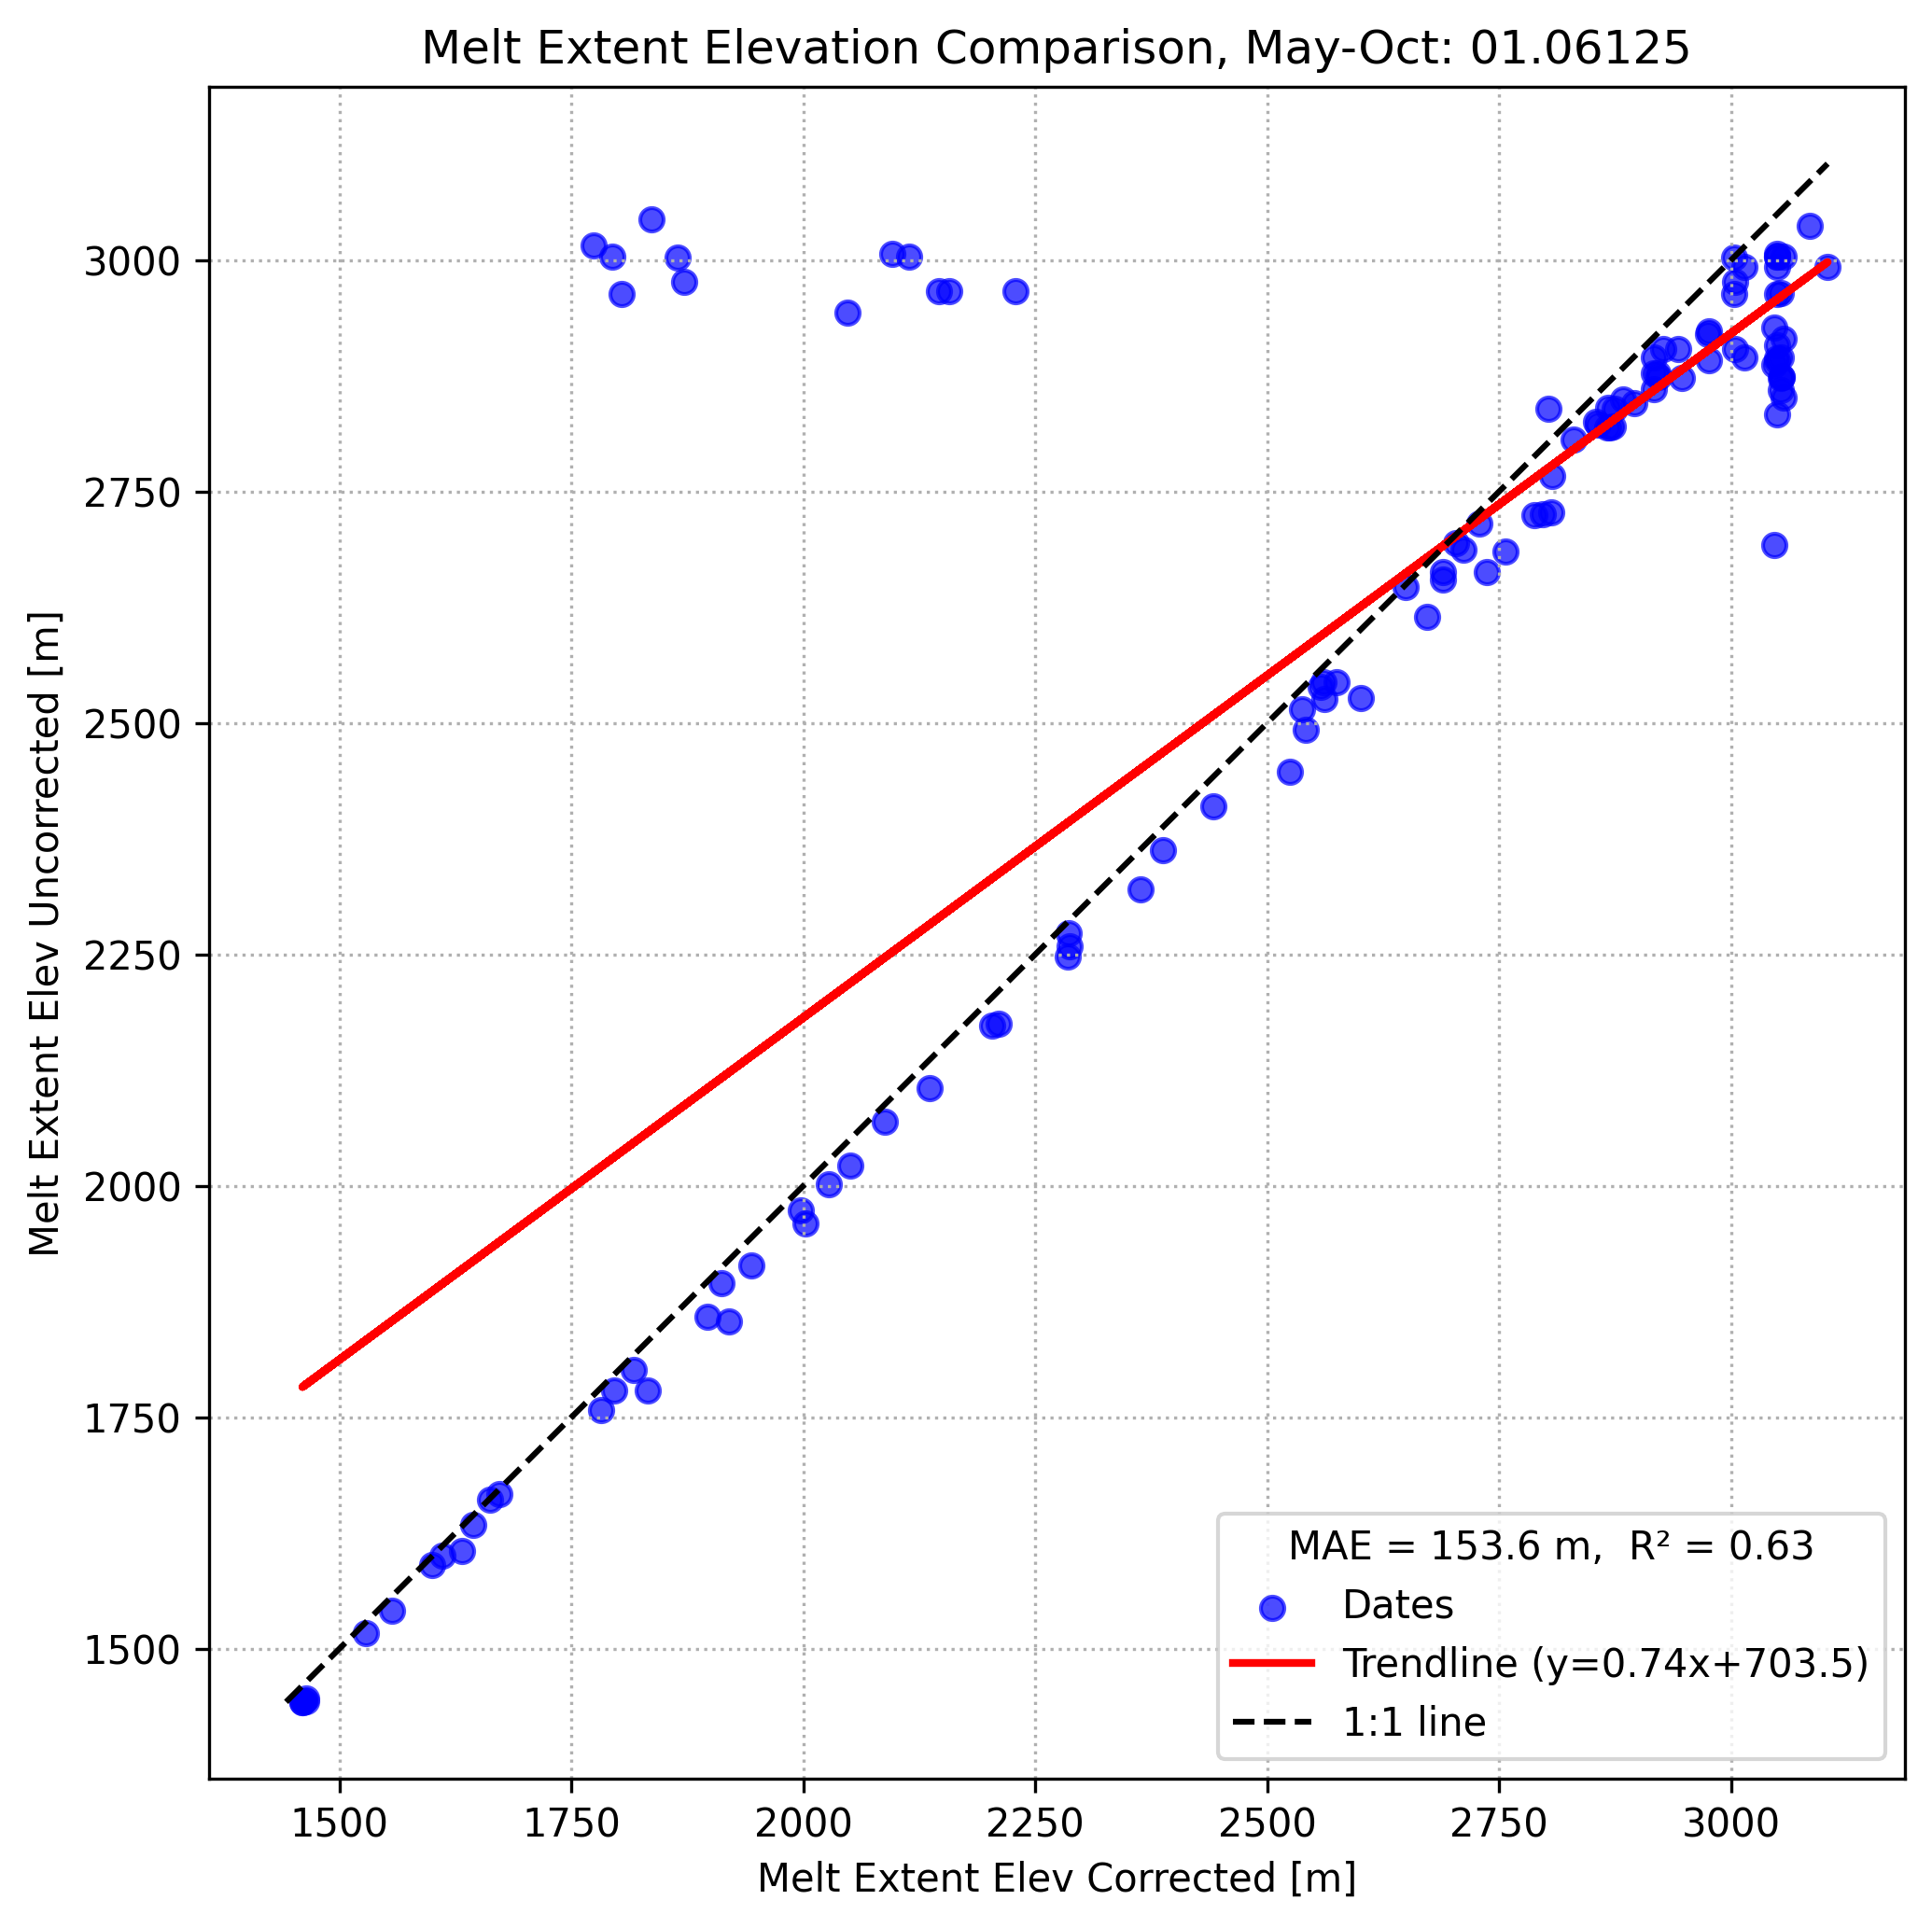 Melt Extent Elevation Comparison, May-Oct: 01.06125
Melt Extent Elev Uncorrected [m]
3000
2750
2500
2250
2000
1750
1500
MAE = 153.6 m, R² = 0.63
Dates
Trendline (y=0.74x+703.5)
1:1 line
1500 1750 2000 2250 2500 2750 3000
Melt Extent Elev Corrected [m]